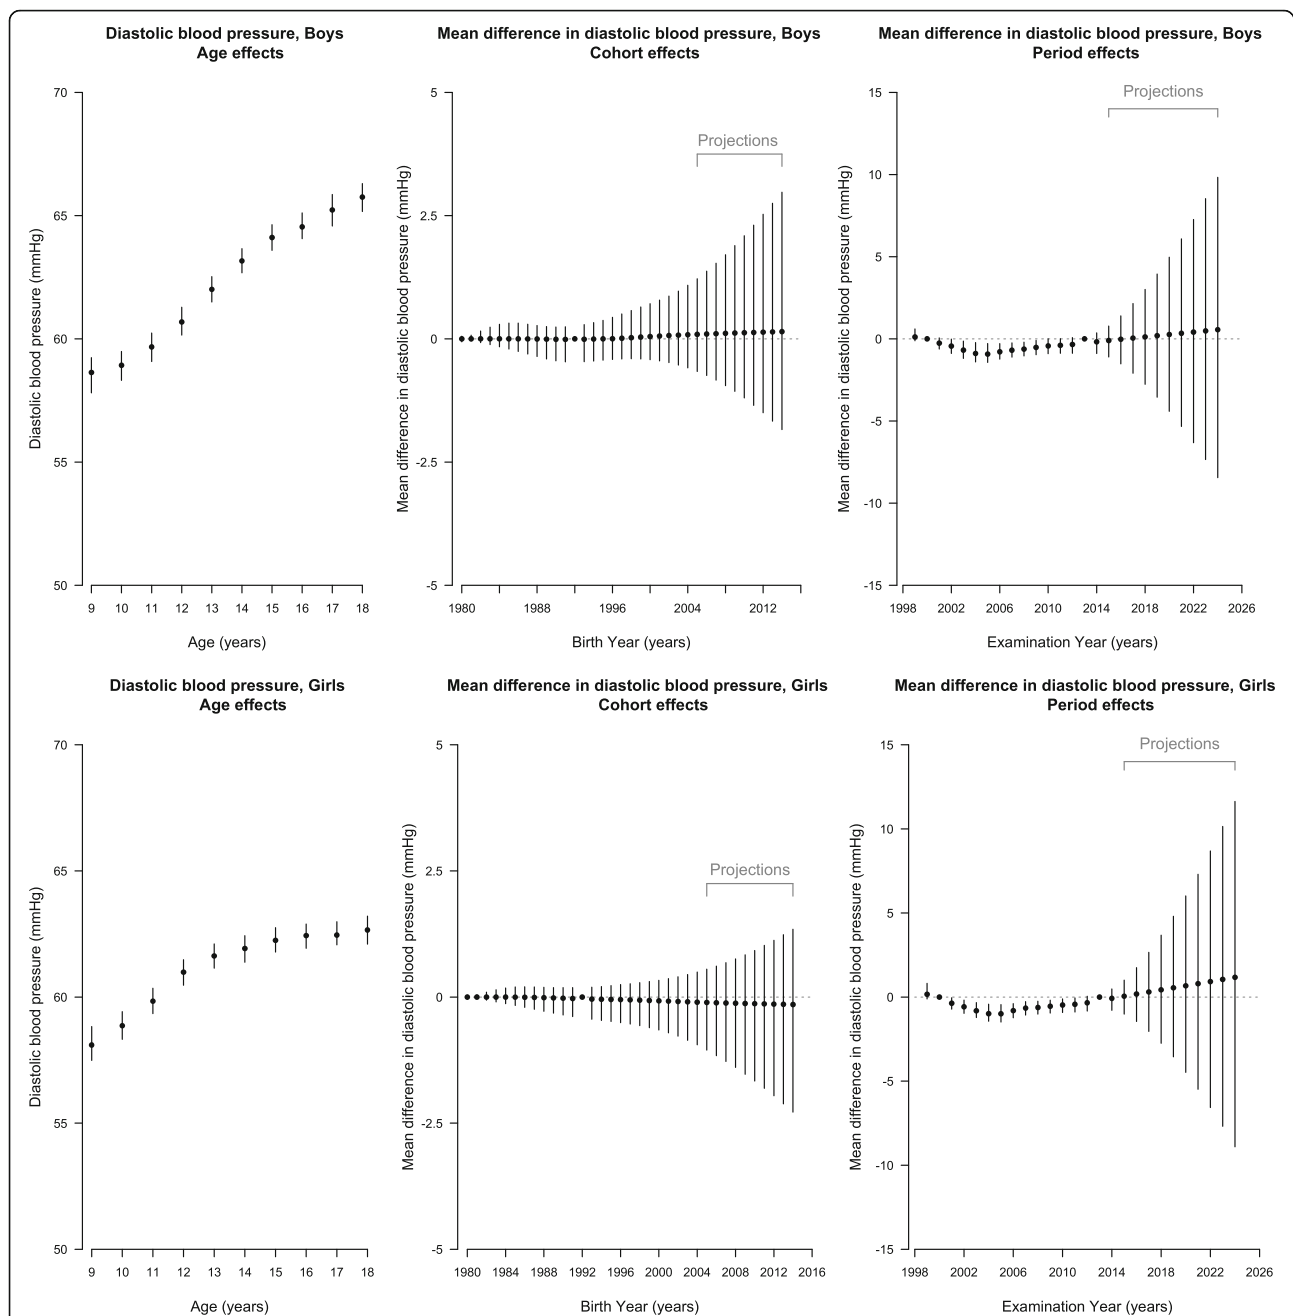 Diastolic blood pressure, Boys
Age effects
70
65
60
55
50
Diastolic blood pressure (mmHg)
9 10 11 12 13 14 15 16 17 18
Age (years)
Mean difference in diastolic blood pressure, Boys
Cohort effects
Projections
5
2.5
0
-2.5
-5
Mean difference in diastolic blood pressure (mmHg)
1980 1988 1996 2004 2012
Birth Year (years)
Mean difference in diastolic blood pressure, Boys
Period effects
Projections
15
10
5
0
-5
-10
-15
Mean difference in diastolic blood pressure (mmHg)
1998 2002 2006 2010 2014 2018 2022 2026
Examination Year (years)
Diastolic blood pressure, Girls
Age effects
70
65
60
55
50
Diastolic blood pressure (mmHg)
9 10 11 12 13 14 15 16 17 18
Age (years)
Mean difference in diastolic blood pressure, Girls
Cohort effects
Projections
5
2.5
0
-2.5
-5
Mean difference in diastolic blood pressure (mmHg)
1980 1984 1988 1992 1996 2000 2004 2008 2012 2016
Birth Year (years)
Mean difference in diastolic blood pressure, Girls
Period effects
Projections
15
10
5
0
-5
-10
-15
Mean difference in diastolic blood pressure (mmHg)
1998 2002 2006 2010 2014 2018 2022 2026
Examination Year (years)